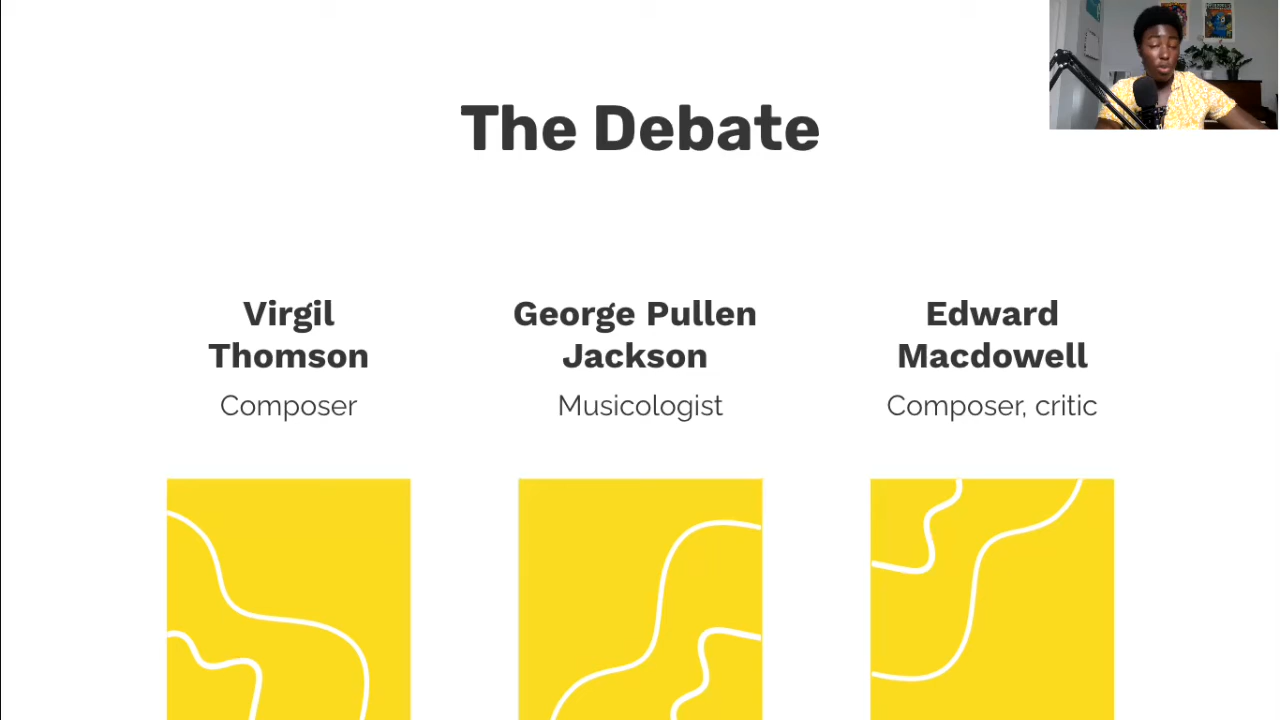 The Debate
Virgil
Thomson
Composer
George Pullen
Jackson
Musicologist
Edward
Macdowell
Composer, critic